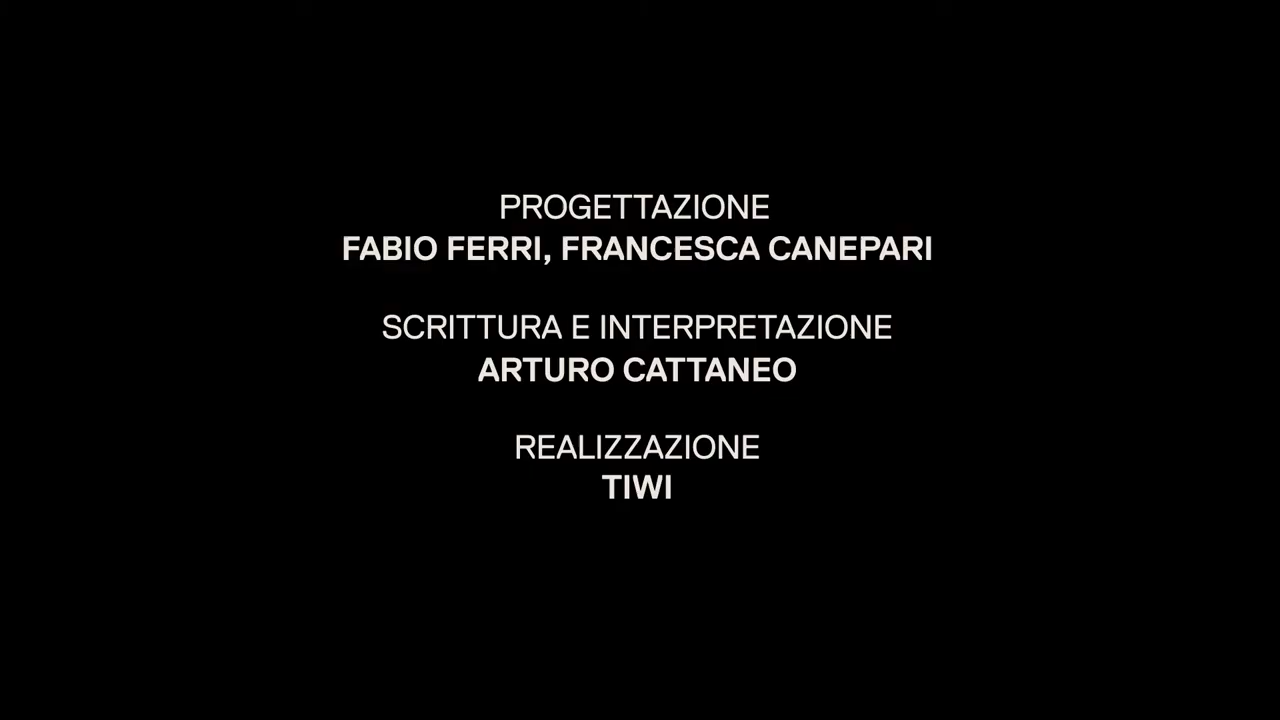 PROGETTAZIONE
FABIO FERRI, FRANCESCA CANEPARI
SCRITTURA E INTERPRETAZIONE
ARTURO CATTANEO
REALIZZAZIONE
TIWI